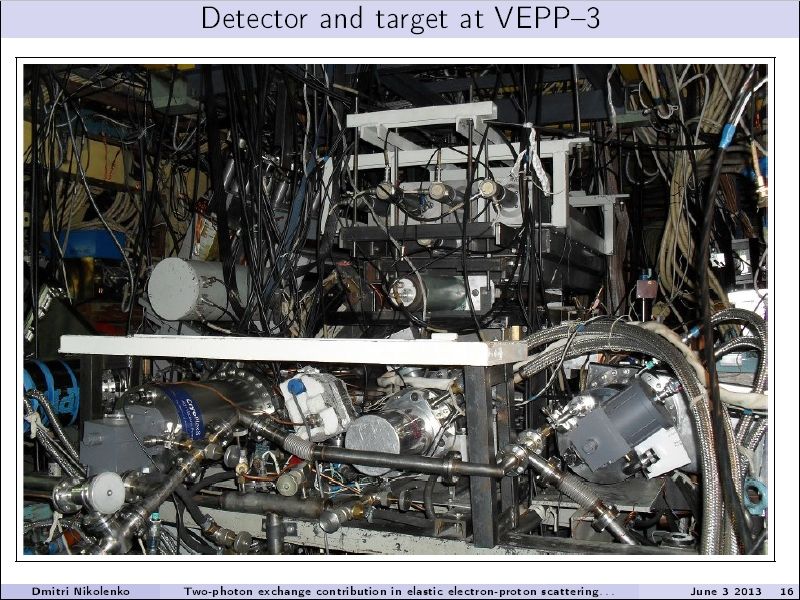 Detector and target at VEPP–3
Dmitri Nikolenko Two-photon exchange contribution in elastic electron-proton scattering... June 3 2013 16